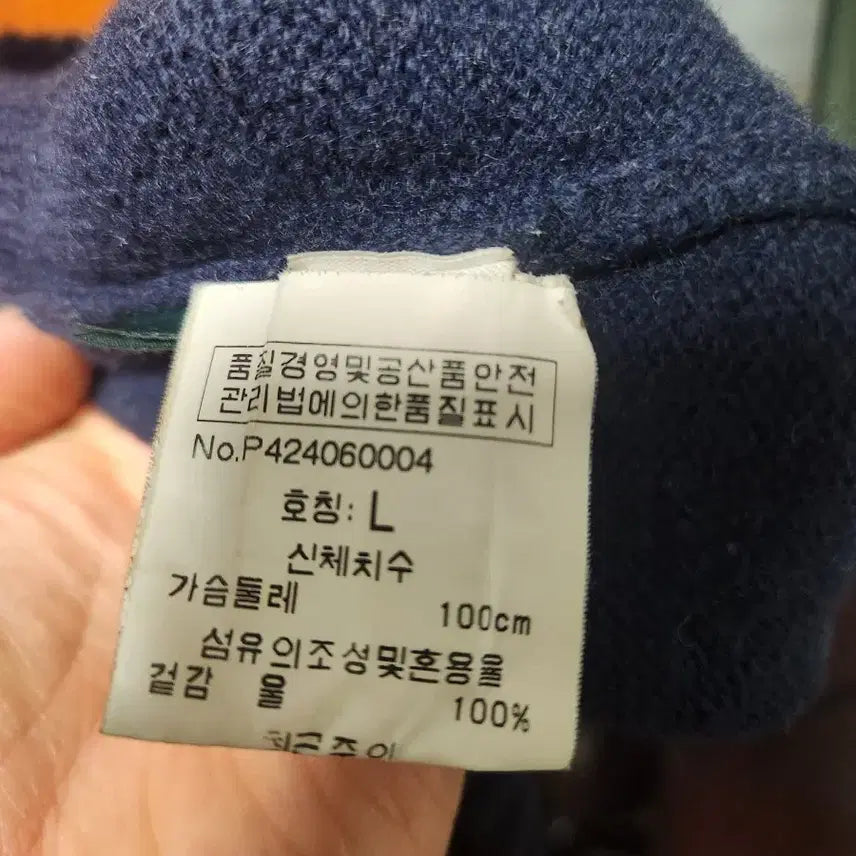 품질경영및공산품안전
관리법에의한품질표시
No.P424060004
호칭: L
신체치수
가슴둘레 100cm
섬유의조성및혼용율
겉감 울 100%